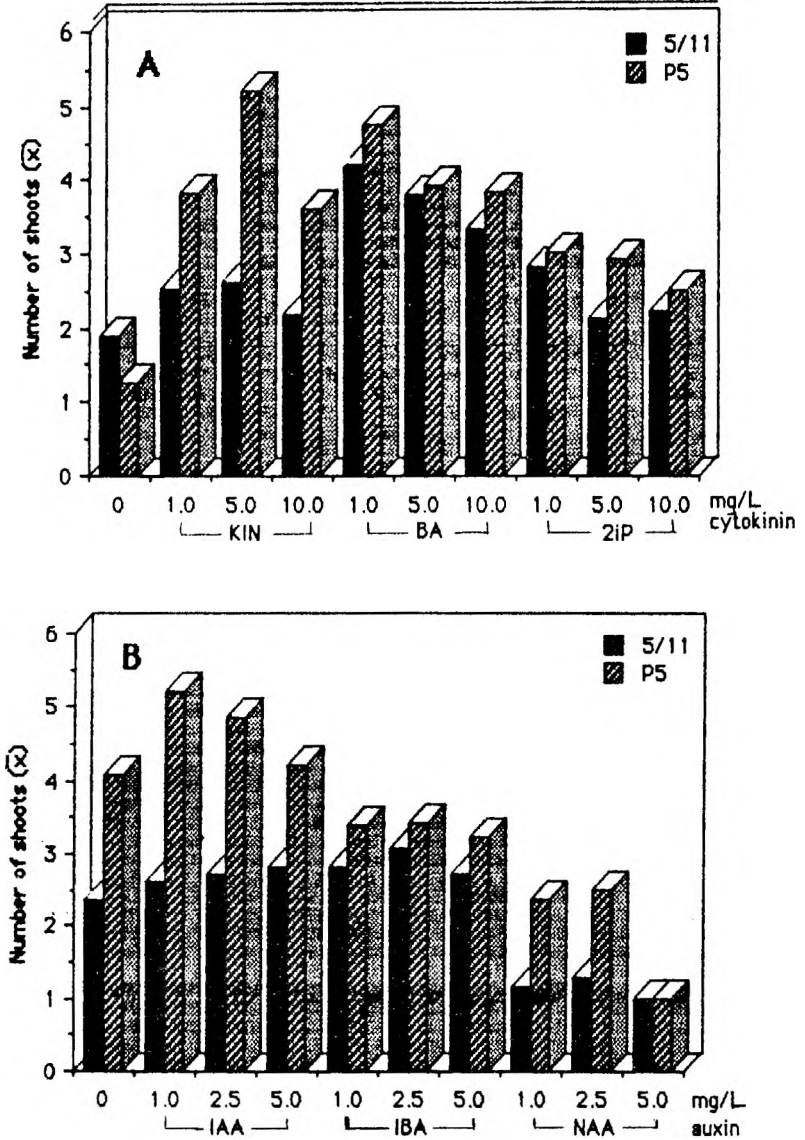 A
5/11
P5
Number of shoots (x̄)
6
5
4
3
2
1
0
0 1.0 5.0 10.0 1.0 5.0 10.0 1.0 5.0 10.0 mg/L
KIN BA 2iP cytokinin
B
5/11
P5
Number of shoots (x̄)
6
5
4
3
2
1
0
0 1.0 2.5 5.0 1.0 2.5 5.0 1.0 2.5 5.0 mg/L
IAA IBA NAA auxin